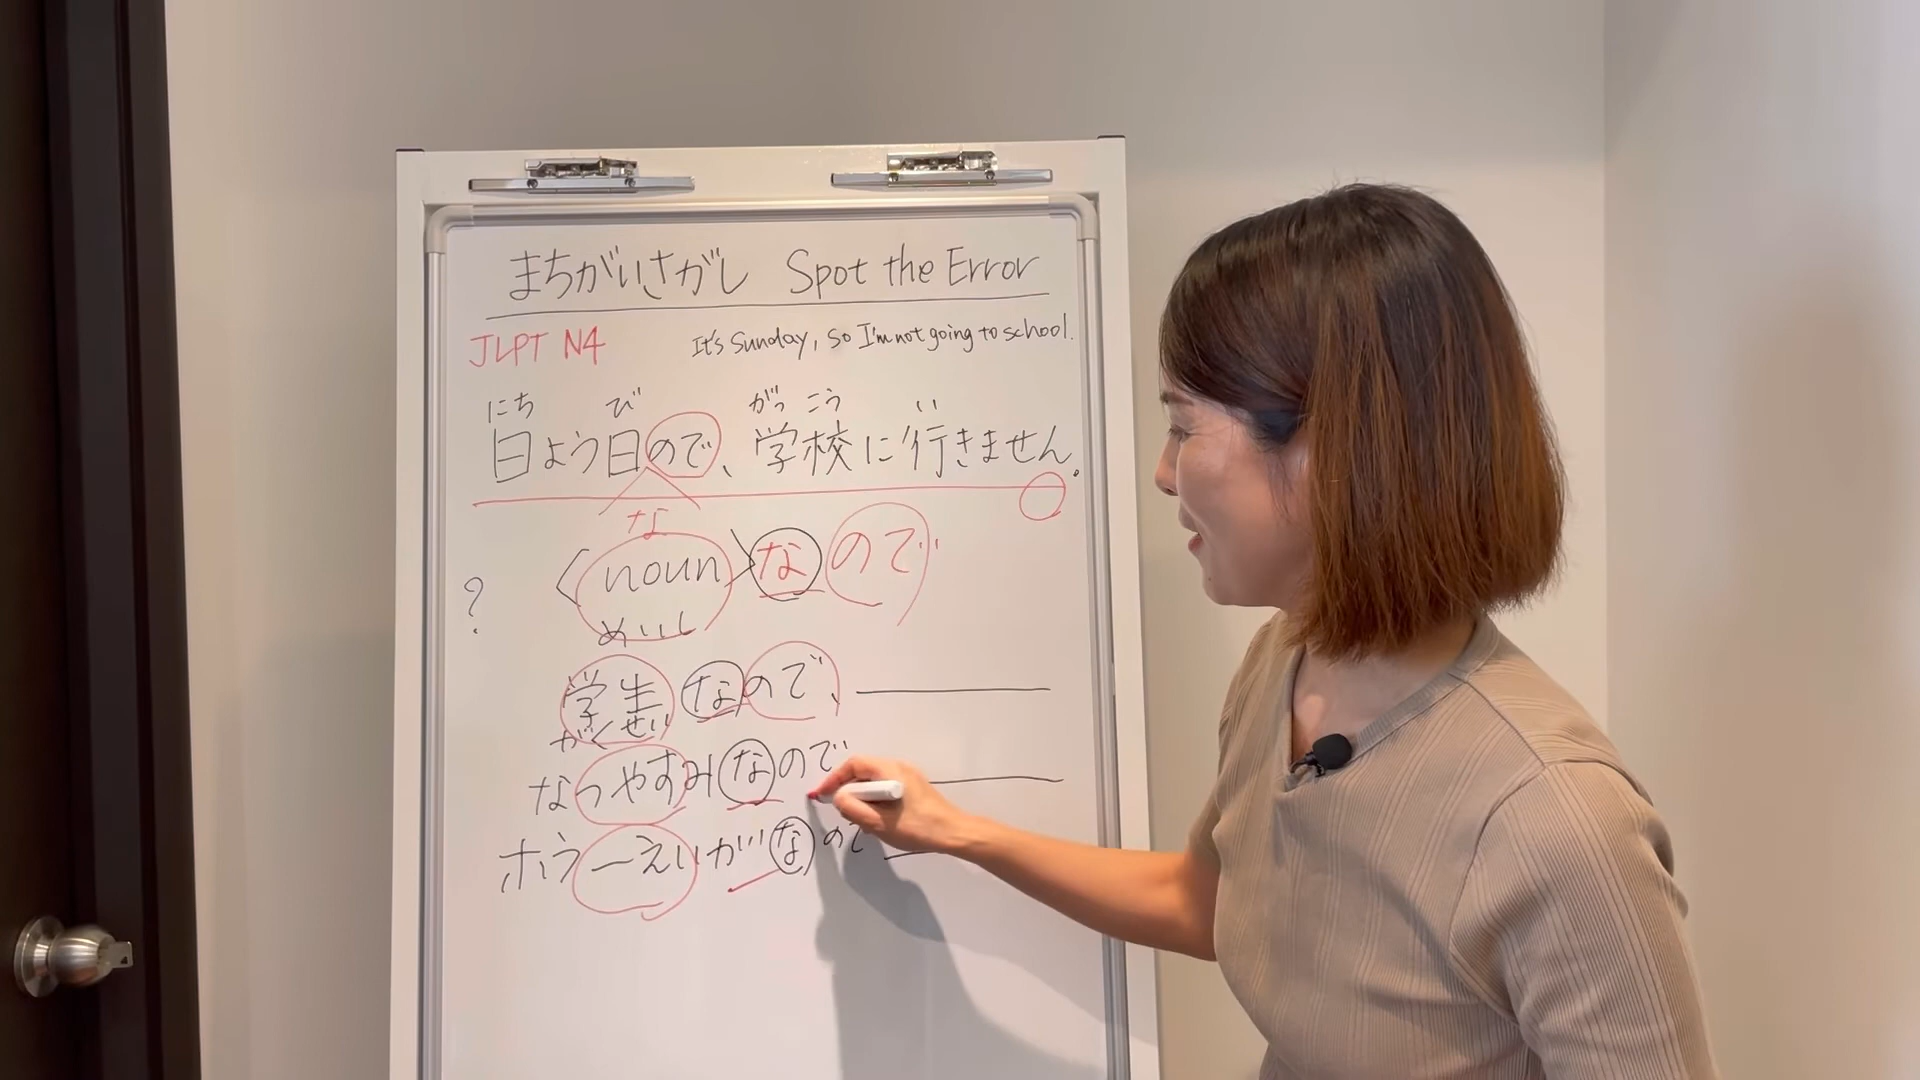 まちがいさがし Spot the Error
JLPT N4
It's Sunday, so I'm not going to school.
にち び がっ こう い
日よう日ので、学校に行きません。
な
〈noun〉なので
?
めいし
学生なので、
がくせい
なつやすみなので
ホラーえいがなので